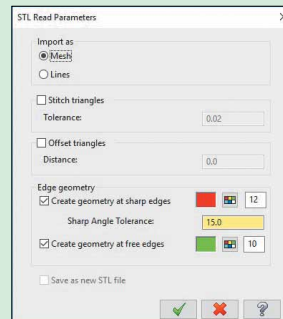 STL Read Parameters
Import as
Mesh
Lines
Stitch triangles
Tolerance: 0.02
Offset triangles
Distance: 0.0
Edge geometry
Create geometry at sharp edges 12
Sharp Angle Tolerance: 15.0
Create geometry at free edges 10
Save as new STL file